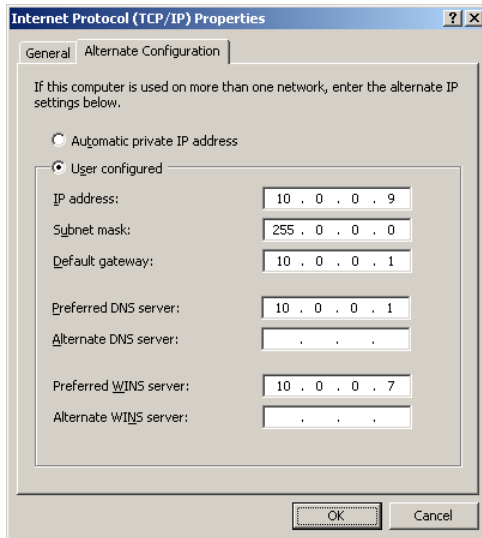 Internet Protocol (TCP/IP) Properties ? X
General Alternate Configuration
If this computer is used on more than one network, enter the alternate IP
settings below.
Automatic private IP address
User configured
IP address: 10 . 0 . 0 . 9
Subnet mask: 255 . 0 . 0 . 0
Default gateway: 10 . 0 . 0 . 1
Preferred DNS server: 10 . 0 . 0 . 1
Alternate DNS server: . . .
Preferred WINS server: 10 . 0 . 0 . 7
Alternate WINS server: . . .
OK Cancel